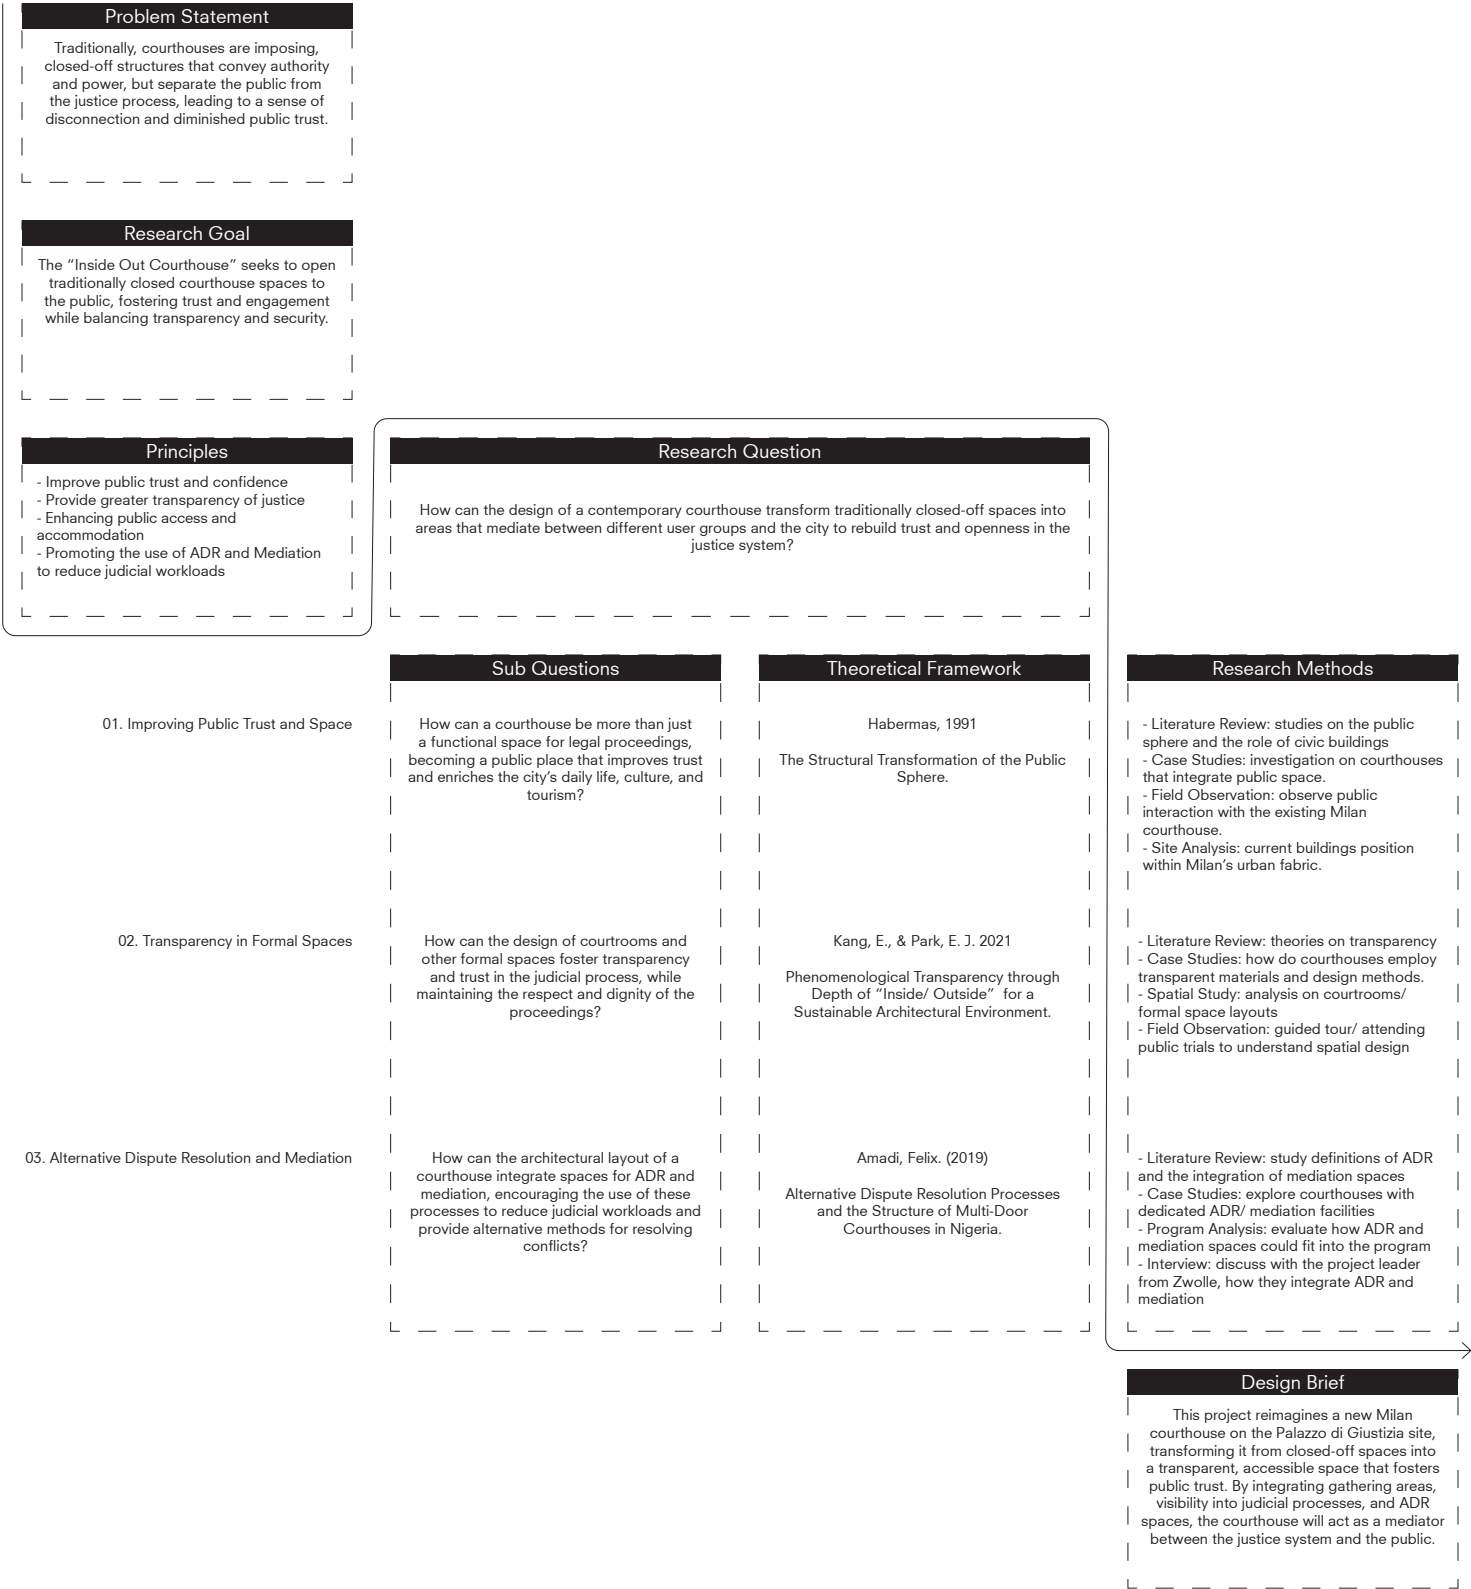 Problem Statement
Traditionally, courthouses are imposing,
closed-off structures that convey authority
and power, but separate the public from
the justice process, leading to a sense of
disconnection and diminished public trust.
Research Goal
The “Inside Out Courthouse” seeks to open
traditionally closed courthouse spaces to
the public, fostering trust and engagement
while balancing transparency and security.
Principles
- Improve public trust and confidence
- Provide greater transparency of justice
- Enhancing public access and
accommodation
- Promoting the use of ADR and Mediation
to reduce judicial workloads
Research Question
How can the design of a contemporary courthouse transform traditionally closed-off spaces into
areas that mediate between different user groups and the city to rebuild trust and openness in the
justice system?
Sub Questions
Theoretical Framework
Research Methods
01. Improving Public Trust and Space
How can a courthouse be more than just
a functional space for legal proceedings,
becoming a public place that improves trust
and enriches the city’s daily life, culture, and
tourism?
Habermas, 1991
The Structural Transformation of the Public
Sphere.
- Literature Review: studies on the public
sphere and the role of civic buildings
- Case Studies: investigation on courthouses
that integrate public space.
- Field Observation: observe public
interaction with the existing Milan
courthouse.
- Site Analysis: current buildings position
within Milan’s urban fabric.
02. Transparency in Formal Spaces
How can the design of courtrooms and
other formal spaces foster transparency
and trust in the judicial process, while
maintaining the respect and dignity of the
proceedings?
Kang, E., & Park, E. J. 2021
Phenomenological Transparency through
Depth of “Inside/ Outside” for a
Sustainable Architectural Environment.
- Literature Review: theories on transparency
- Case Studies: how do courthouses employ
transparent materials and design methods.
- Spatial Study: analysis on courtrooms/
formal space layouts
- Field Observation: guided tour/ attending
public trials to understand spatial design
03. Alternative Dispute Resolution and Mediation
How can the architectural layout of a
courthouse integrate spaces for ADR and
mediation, encouraging the use of these
processes to reduce judicial workloads and
provide alternative methods for resolving
conflicts?
Amadi, Felix. (2019)
Alternative Dispute Resolution Processes
and the Structure of Multi-Door
Courthouses in Nigeria.
- Literature Review: study definitions of ADR
and the integration of mediation spaces
- Case Studies: explore courthouses with
dedicated ADR/ mediation facilities
- Program Analysis: evaluate how ADR and
mediation spaces could fit into the program
- Interview: discuss with the project leader
from Zwolle, how they integrate ADR and
mediation
Design Brief
This project reimagines a new Milan
courthouse on the Palazzo di Giustizia site,
transforming it from closed-off spaces into
a transparent, accessible space that fosters
public trust. By integrating gathering areas,
visibility into judicial processes, and ADR
spaces, the courthouse will act as a mediator
between the justice system and the public.